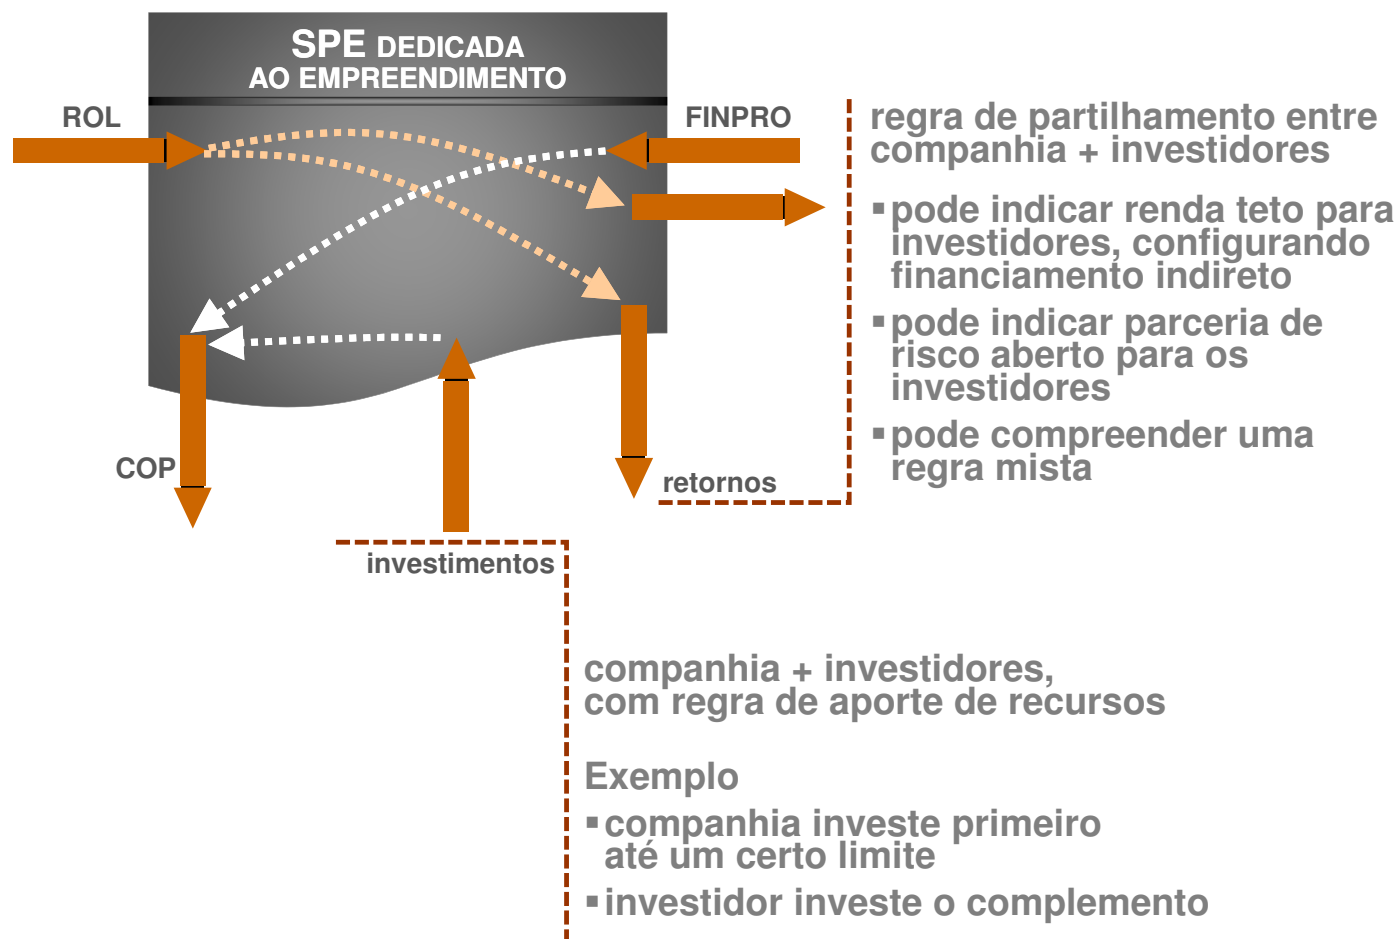 SPE DEDICADA
AO EMPREENDIMENTO
ROL
FINPRO
COP
retornos
investimentos
regra de partilhamento entre
companhia + investidores
▪pode indicar renda teto para
investidores, configurando
financiamento indireto
▪pode indicar parceria de
risco aberto para os
investidores
▪pode compreender uma
regra mista
companhia + investidores,
com regra de aporte de recursos
Exemplo
▪companhia investe primeiro
até um certo limite
▪investidor investe o complemento